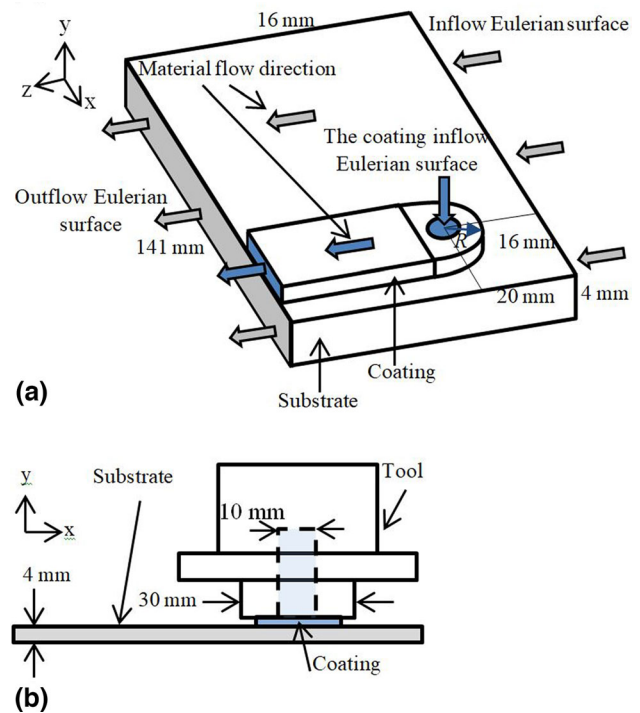 16 mm
Inflow Eulerian surface
y
z
x
Material flow direction
The coating inflow
Eulerian surface
Outflow Eulerian
surface
141 mm
R
16 mm
20 mm
4 mm
Coating
Substrate
(a)
y
x
Substrate
Tool
10 mm
4 mm
30 mm
Coating
(b)